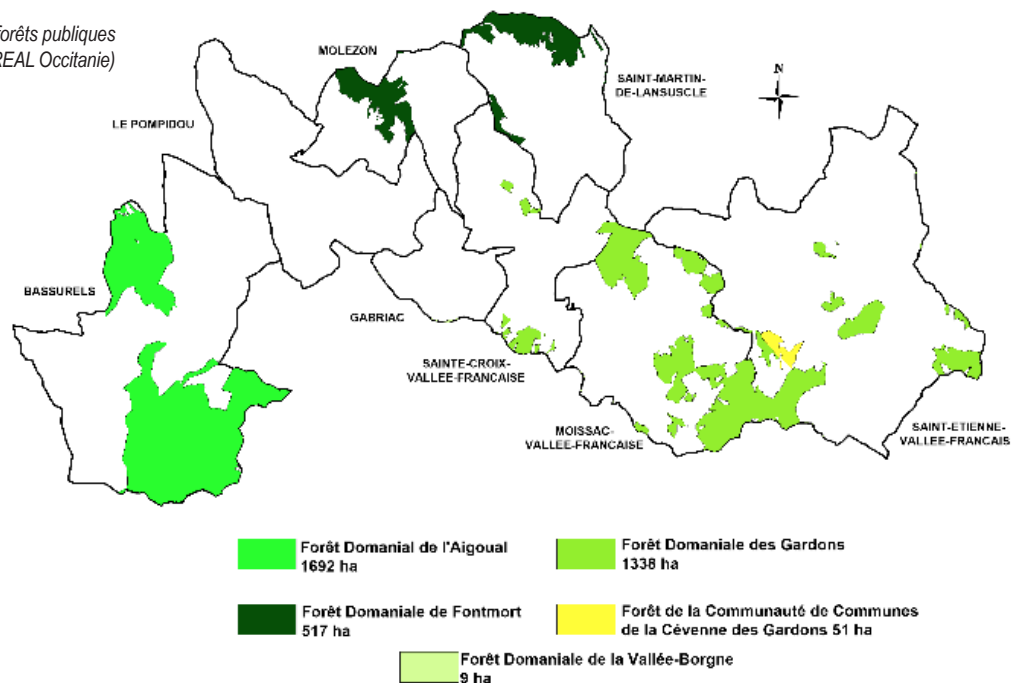 forêts publiques
REAL Occitanie)
MOLEZON
N
SAINT-MARTIN-
DE-LANSUSCLE
LE POMPIDOU
BASSURELS
GABRIAC
SAINTE-CROIX-
VALLEE-FRANCAISE
MOISSAC-
VALLEE-FRANCAISE
SAINT-ETIENNE-
VALLEE-FRANCAIS
Forêt Domanial de l'Aigoual
1692 ha
Forêt Domaniale des Gardons
1338 ha
Forêt Domaniale de Fontmort
517 ha
Forêt de la Communauté de Communes
de la Cévenne des Gardons 51 ha
Forêt Domaniale de la Vallée-Borgne
9 ha